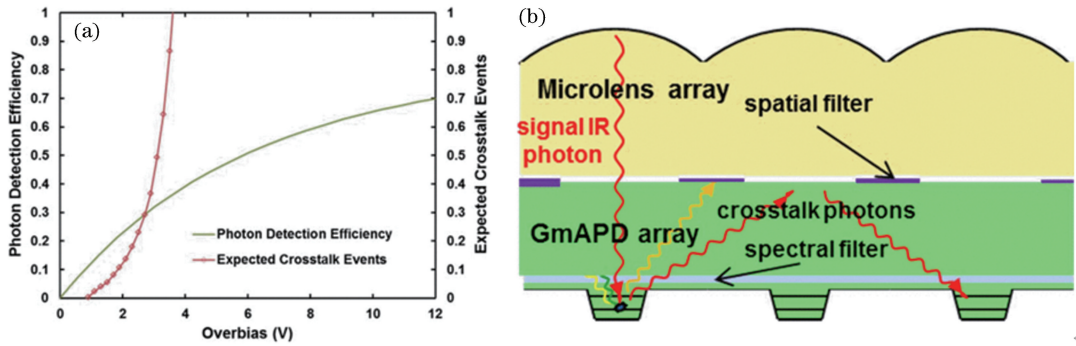 (a)
Photon Detection Efficiency
1
0.9
0.8
0.7
0.6
0.5
0.4
0.3
0.2
0.1
0
0
2
4
6
8
10
12
Overbias (V)
Photon Detection Efficiency
Expected Crosstalk Events
1
0.9
0.8
0.7
0.6
0.5
0.4
0.3
0.2
0.1
0
Expected Crosstalk Events
(b)
Microlens array
spatial filter
signal IR
photon
crosstalk photons
GmAPD array
spectral filter